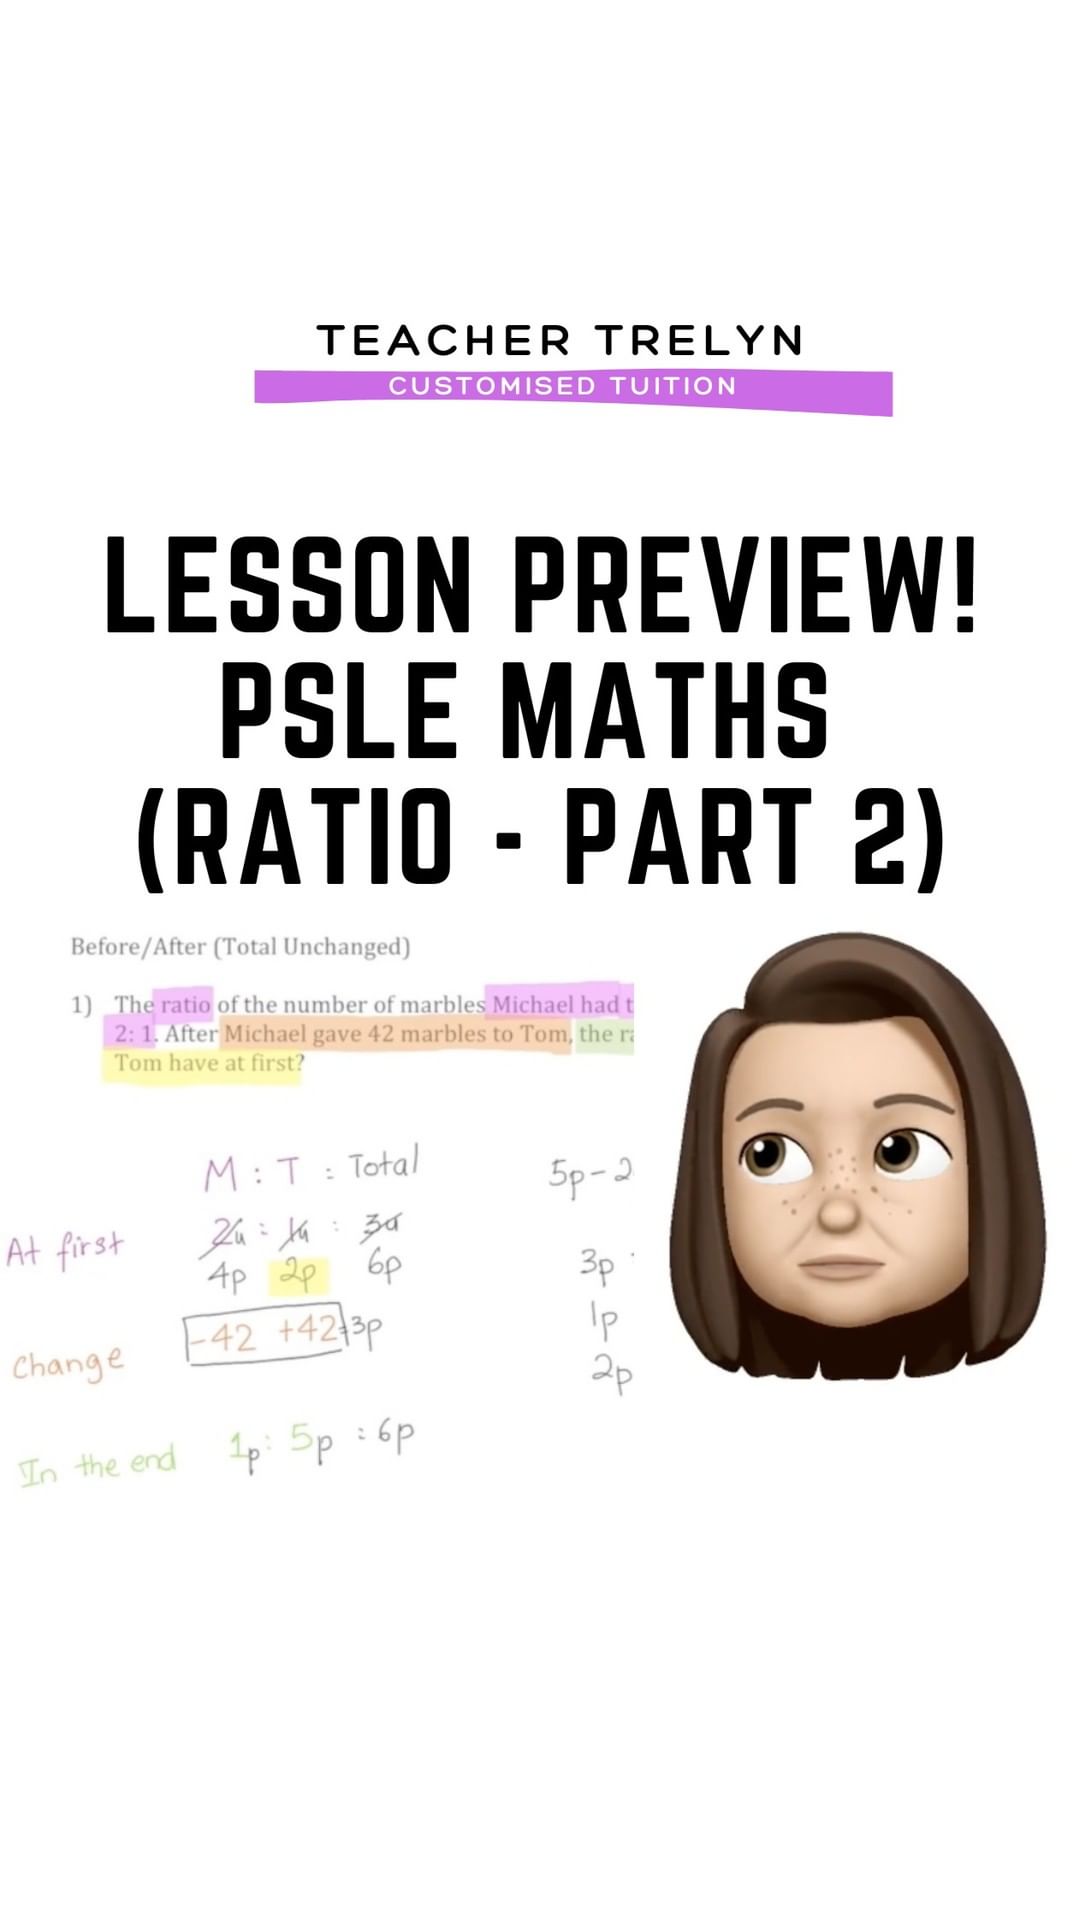 TEACHER TRELYN
CUSTOMISED TUITION
LESSON PREVIEW!
PSLE MATHS
(RATIO - PART 2)
Before/After (Total Unchanged)
1) The ratio of the number of marbles Michael had t
2: 1. After Michael gave 42 marbles to Tom, the ra
Tom have at first?
M : T : Total
5p-2
At first 2u : 1u : 3u
4p 2p 6p
3p
Change -42 +42=3p
1p
2p
In the end 1p : 5p : 6p